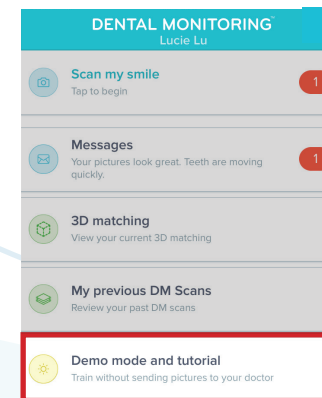 DENTAL MONITORING™
Lucie Lu
Scan my smile
Tap to begin
1
Messages
Your pictures look great. Teeth are moving
quickly.
1
3D matching
View your current 3D matching
My previous DM Scans
Review your past DM scans
Demo mode and tutorial
Train without sending pictures to your doctor